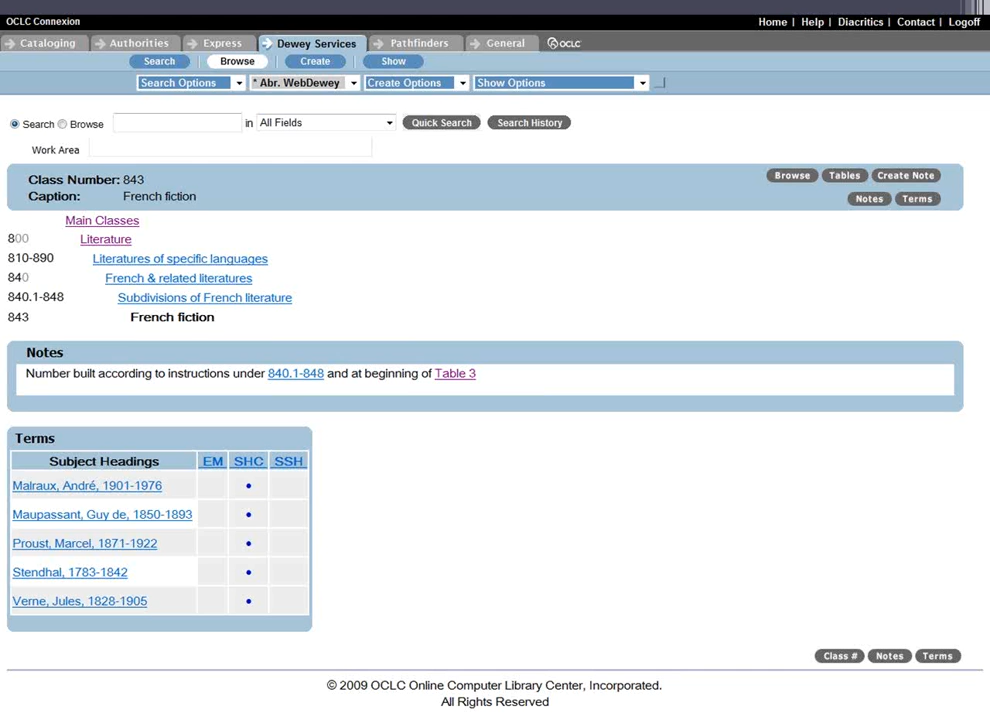 OCLC Connexion
Home | Help | Diacritics | Contact | Logoff
Cataloging Authorities Express Dewey Services Pathfinders General OCLC
Search Browse Create Show
Search Options * Abr. WebDewey Create Options Show Options
Search Browse in All Fields Quick Search Search History
Work Area
Class Number: 843 Browse Tables Create Note
Caption: French fiction Notes Terms
Main Classes
800 Literature
810-890 Literatures of specific languages
840 French & related literatures
840.1-848 Subdivisions of French literature
843 French fiction
Notes
Number built according to instructions under 840.1-848 and at beginning of Table 3
Terms
Subject Headings EM SHC SSH
Malraux, André, 1901-1976 •
Maupassant, Guy de, 1850-1893 •
Proust, Marcel, 1871-1922 •
Stendhal, 1783-1842 •
Verne, Jules, 1828-1905 •
Class # Notes Terms
© 2009 OCLC Online Computer Library Center, Incorporated.
All Rights Reserved